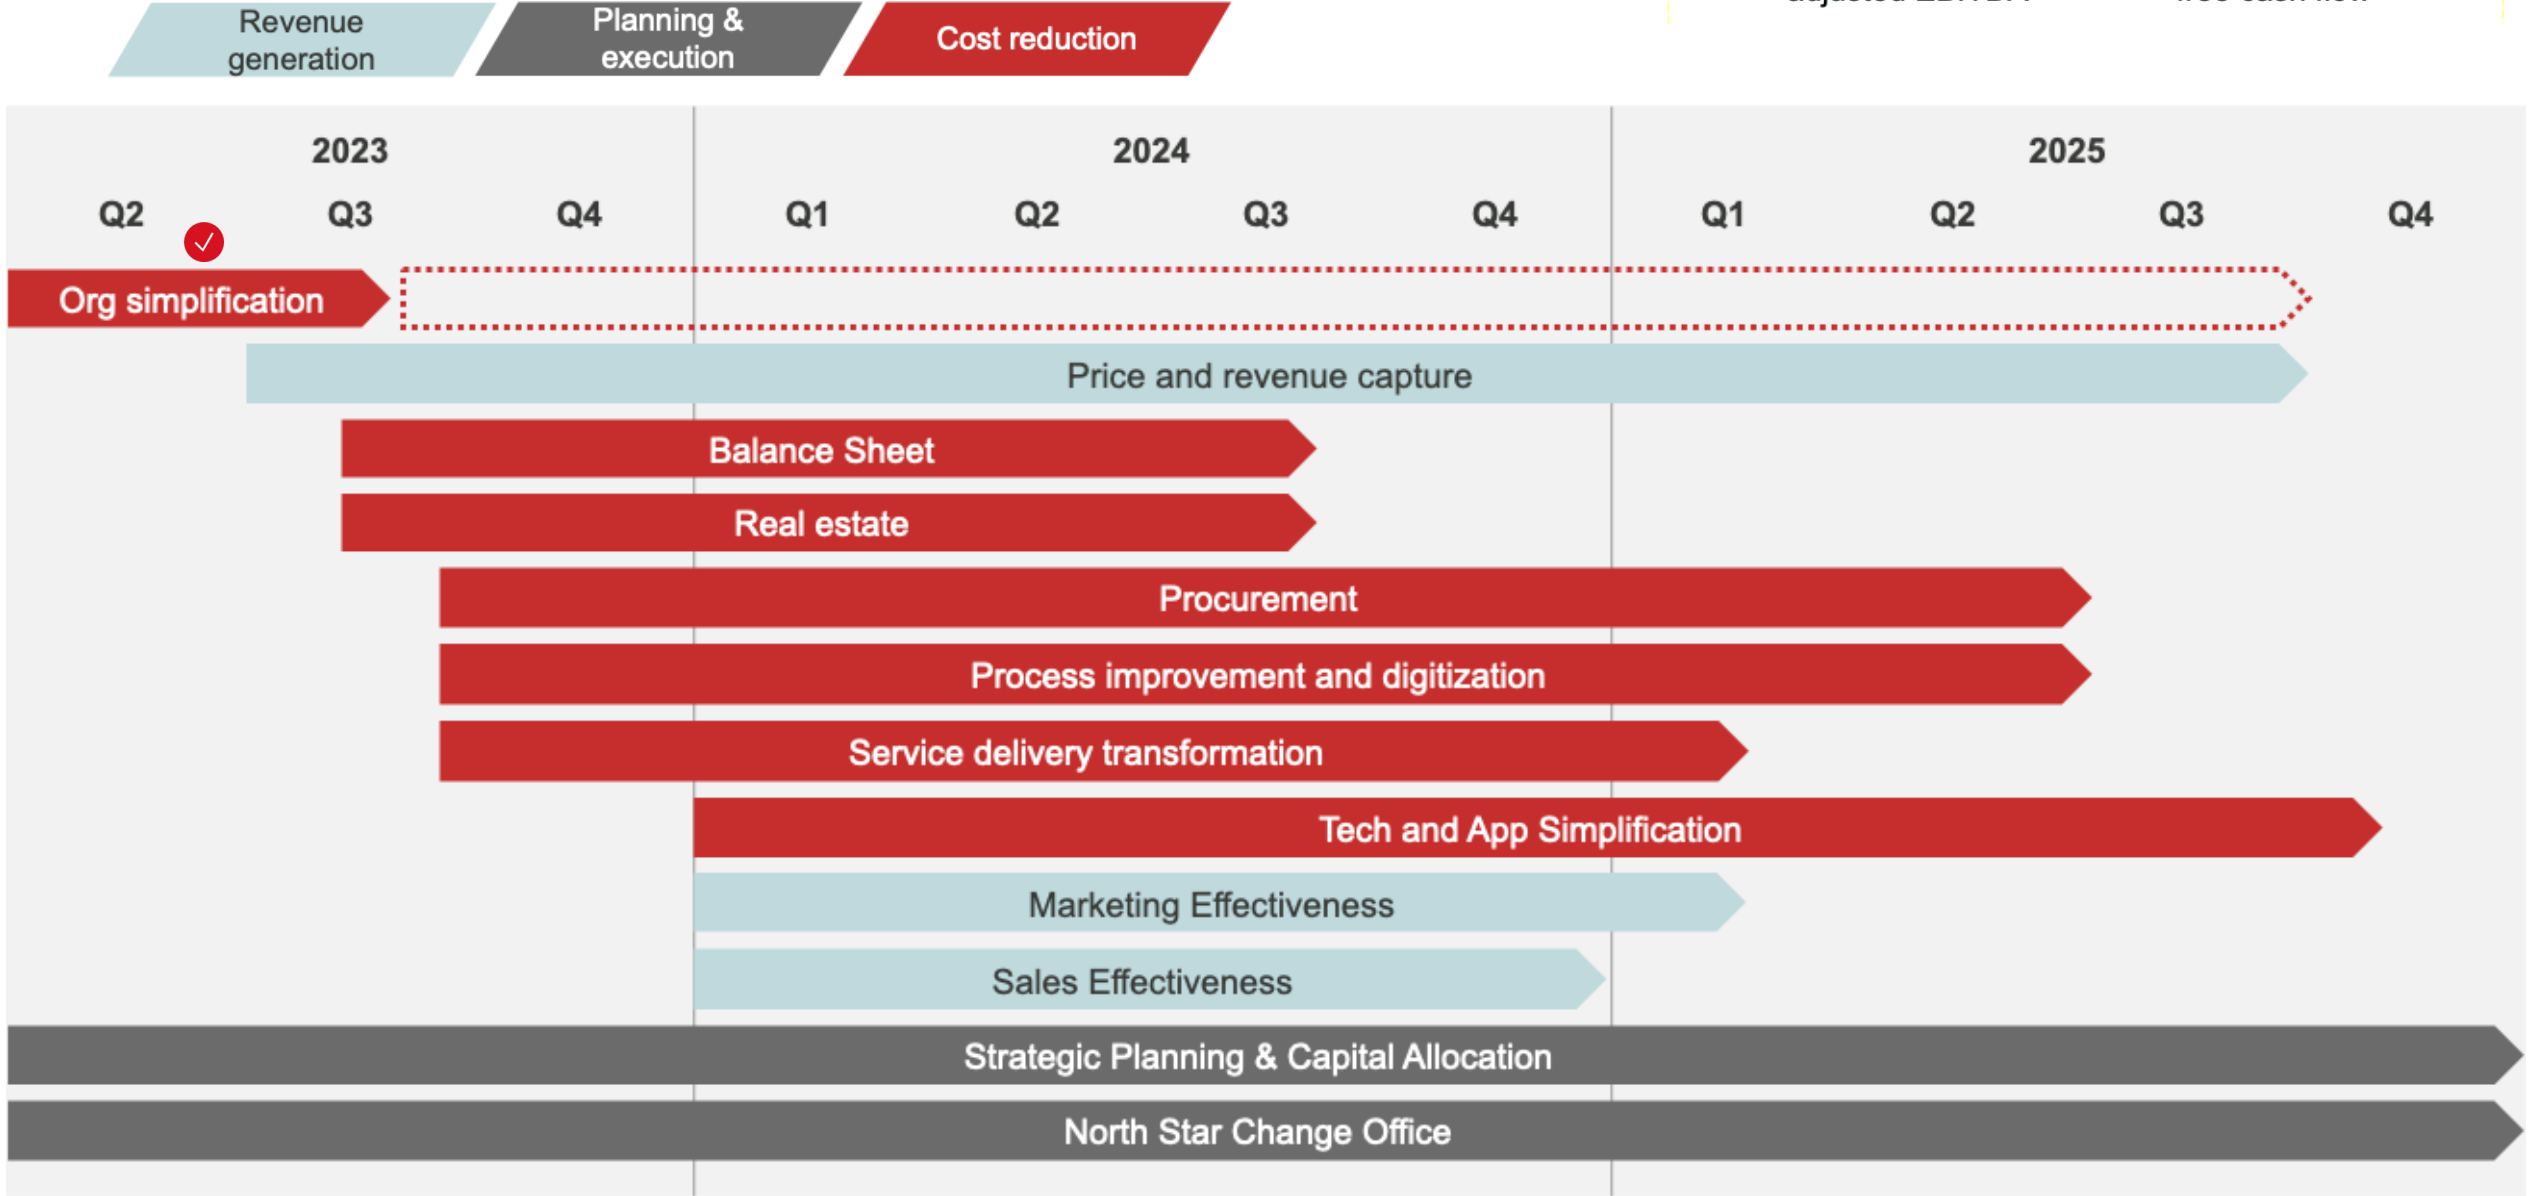 Revenue
generation
Planning &
execution
Cost reduction
2023
2024
2025
Q2
Q3
Q4
Q1
Q2
Q3
Q4
Q1
Q2
Q3
Q4
Org simplification
Price and revenue capture
Balance Sheet
Real estate
Procurement
Process improvement and digitization
Service delivery transformation
Tech and App Simplification
Marketing Effectiveness
Sales Effectiveness
Strategic Planning & Capital Allocation
North Star Change Office